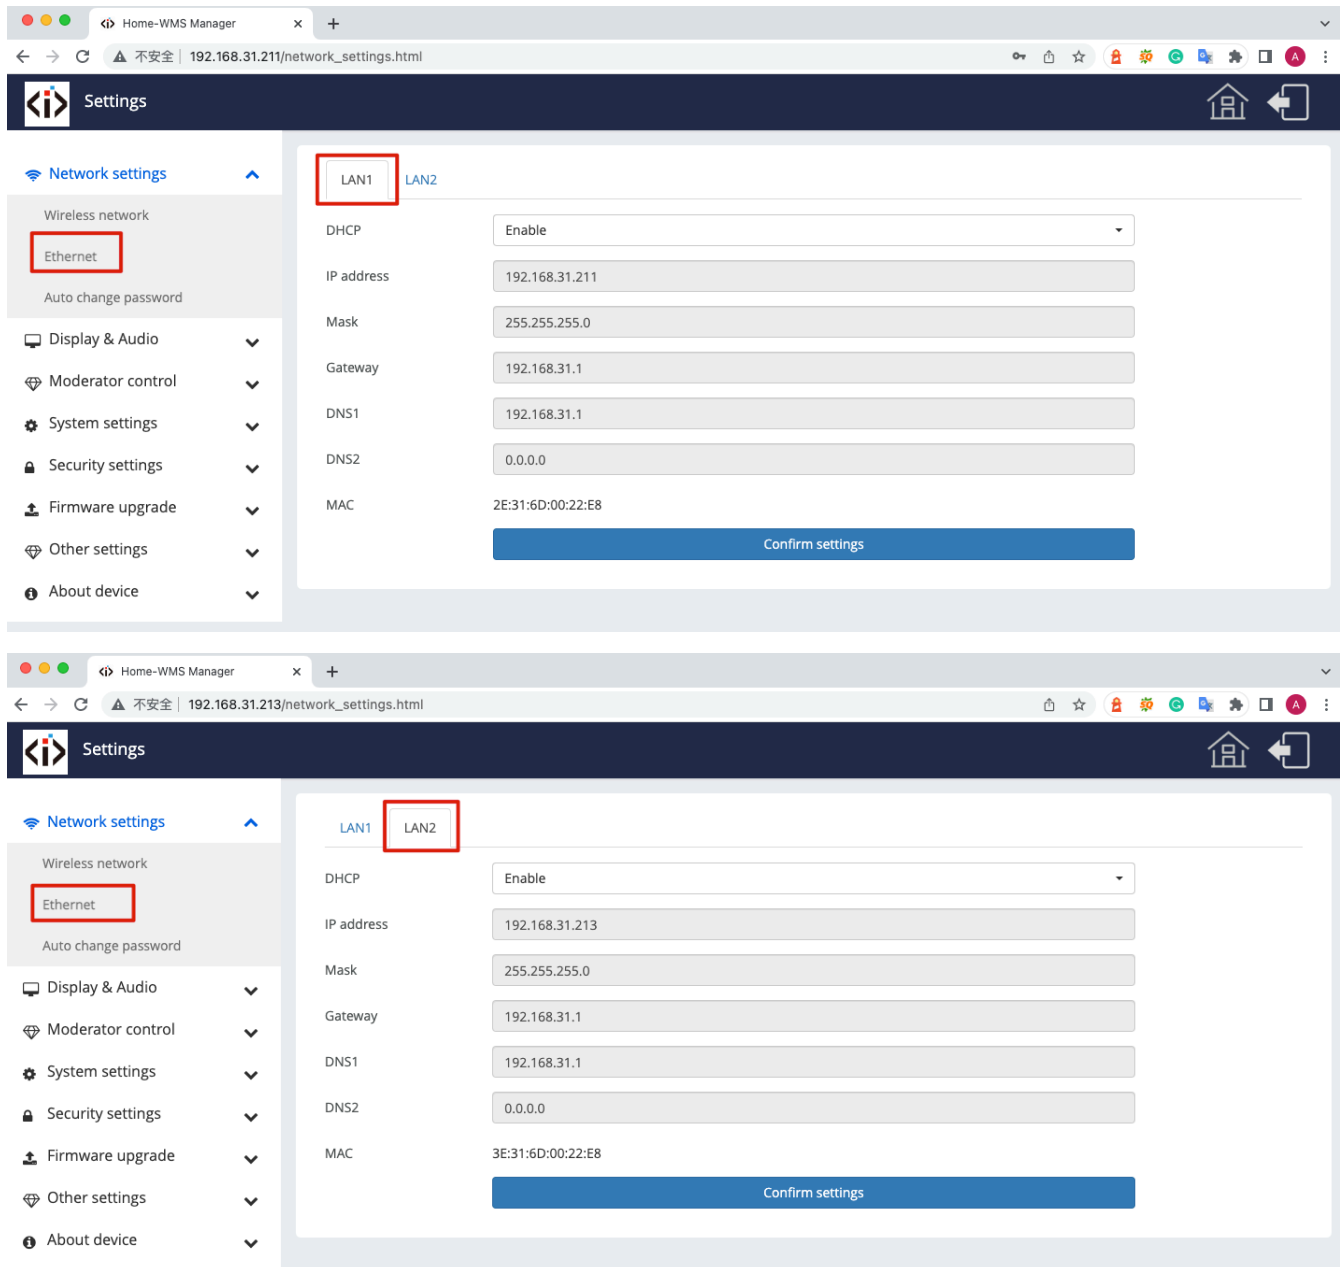 Home-WMS Manager
不安全 192.168.31.211/network_settings.html
A
Settings
Network settings
Wireless network
Ethernet
Auto change password
Display & Audio
Moderator control
System settings
Security settings
Firmware upgrade
Other settings
About device
LAN1 LAN2
DHCP Enable
IP address 192.168.31.211
Mask 255.255.255.0
Gateway 192.168.31.1
DNS1 192.168.31.1
DNS2 0.0.0.0
MAC 2E:31:6D:00:22:E8
Confirm settings
Home-WMS Manager
不安全 192.168.31.213/network_settings.html
A
Settings
Network settings
Wireless network
Ethernet
Auto change password
Display & Audio
Moderator control
System settings
Security settings
Firmware upgrade
Other settings
About device
LAN1 LAN2
DHCP Enable
IP address 192.168.31.213
Mask 255.255.255.0
Gateway 192.168.31.1
DNS1 192.168.31.1
DNS2 0.0.0.0
MAC 3E:31:6D:00:22:E8
Confirm settings